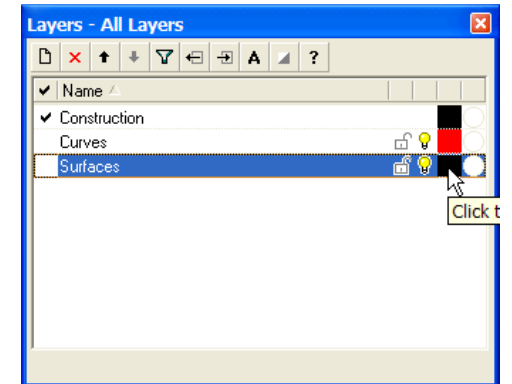 Layers - All Layers
A ?
Name
Construction
Curves
Surfaces
Click t